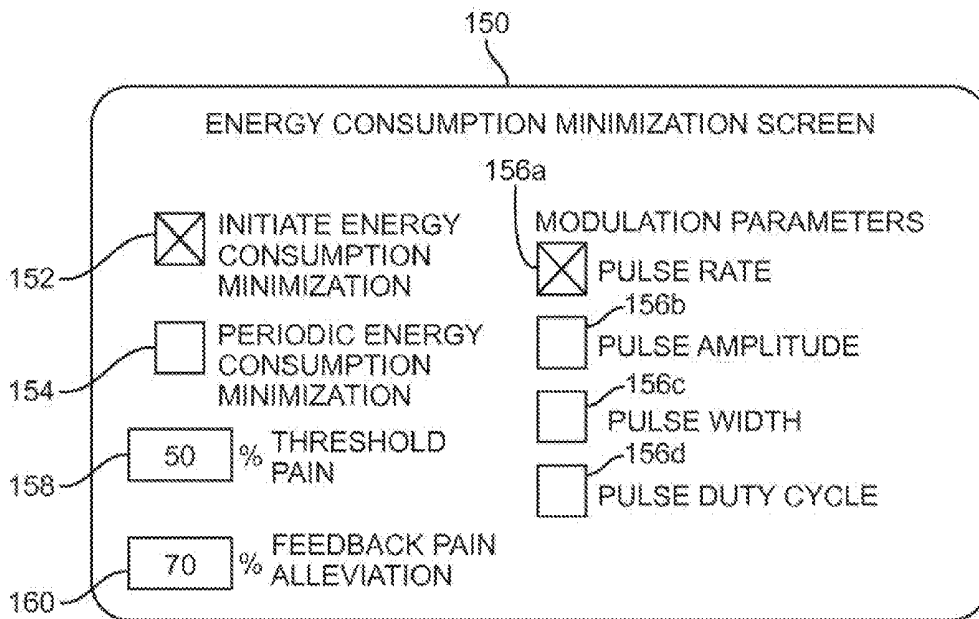 150
ENERGY CONSUMPTION MINIMIZATION SCREEN
152
INITIATE ENERGY
CONSUMPTION
MINIMIZATION
154
PERIODIC ENERGY
CONSUMPTION
MINIMIZATION
158
50 % THRESHOLD
PAIN
160
70 % FEEDBACK PAIN
ALLEVIATION
156a
MODULATION PARAMETERS
PULSE RATE
156b
PULSE AMPLITUDE
156c
PULSE WIDTH
156d
PULSE DUTY CYCLE